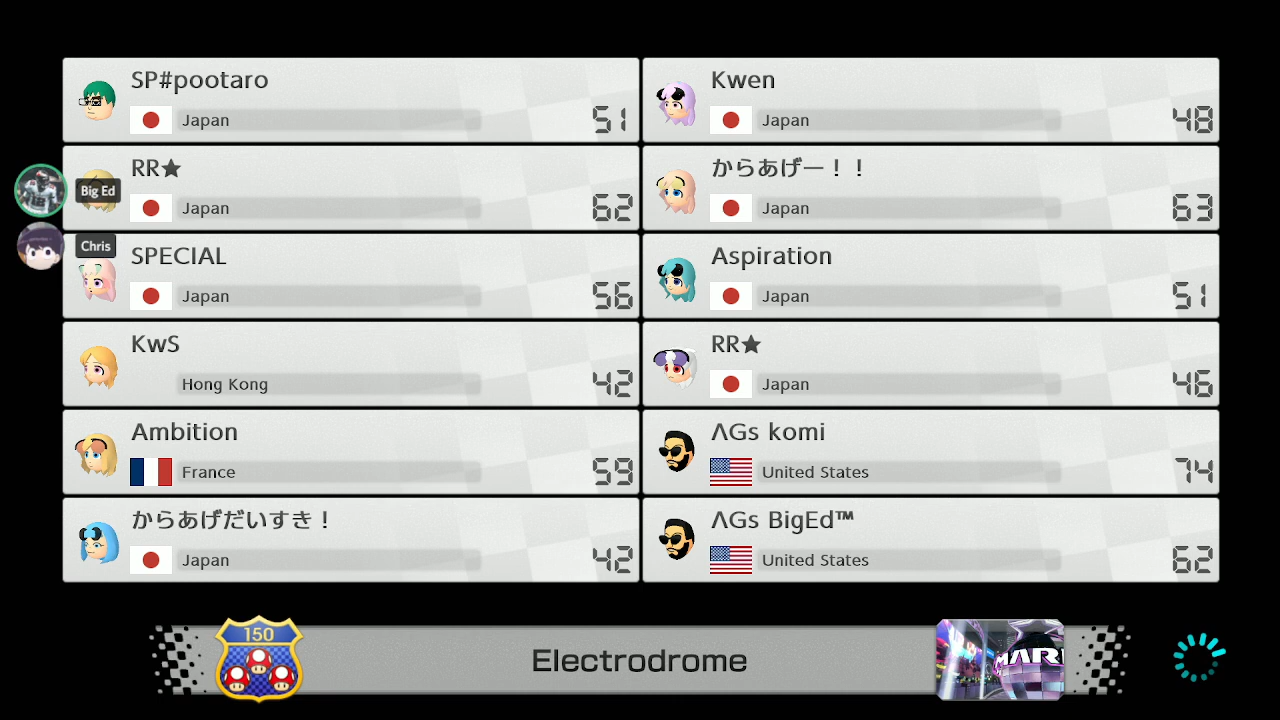 SP#pootaro
Japan
51
Kwen
Japan
48
RR★
Big Ed
Japan
62
からあげー！！
Japan
63
Chris
SPECIAL
Japan
56
Aspiration
Japan
51
KwS
Hong Kong
42
RR★
Japan
46
Ambition
France
59
ΛGs komi
United States
74
からあげだいすき！
Japan
42
ΛGs BigEd™
United States
62
150
Electrodrome
MARI